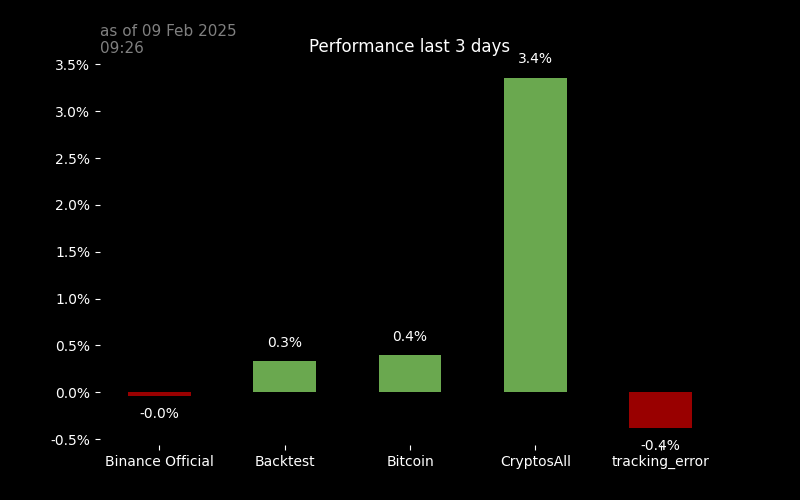 as of 09 Feb 2025
09:26
Performance last 3 days
3.5%
3.0%
2.5%
2.0%
1.5%
1.0%
0.5%
0.0%
-0.5%
-0.0%
0.3%
0.4%
3.4%
-0.4%
Binance Official
Backtest
Bitcoin
CryptosAll
tracking_error